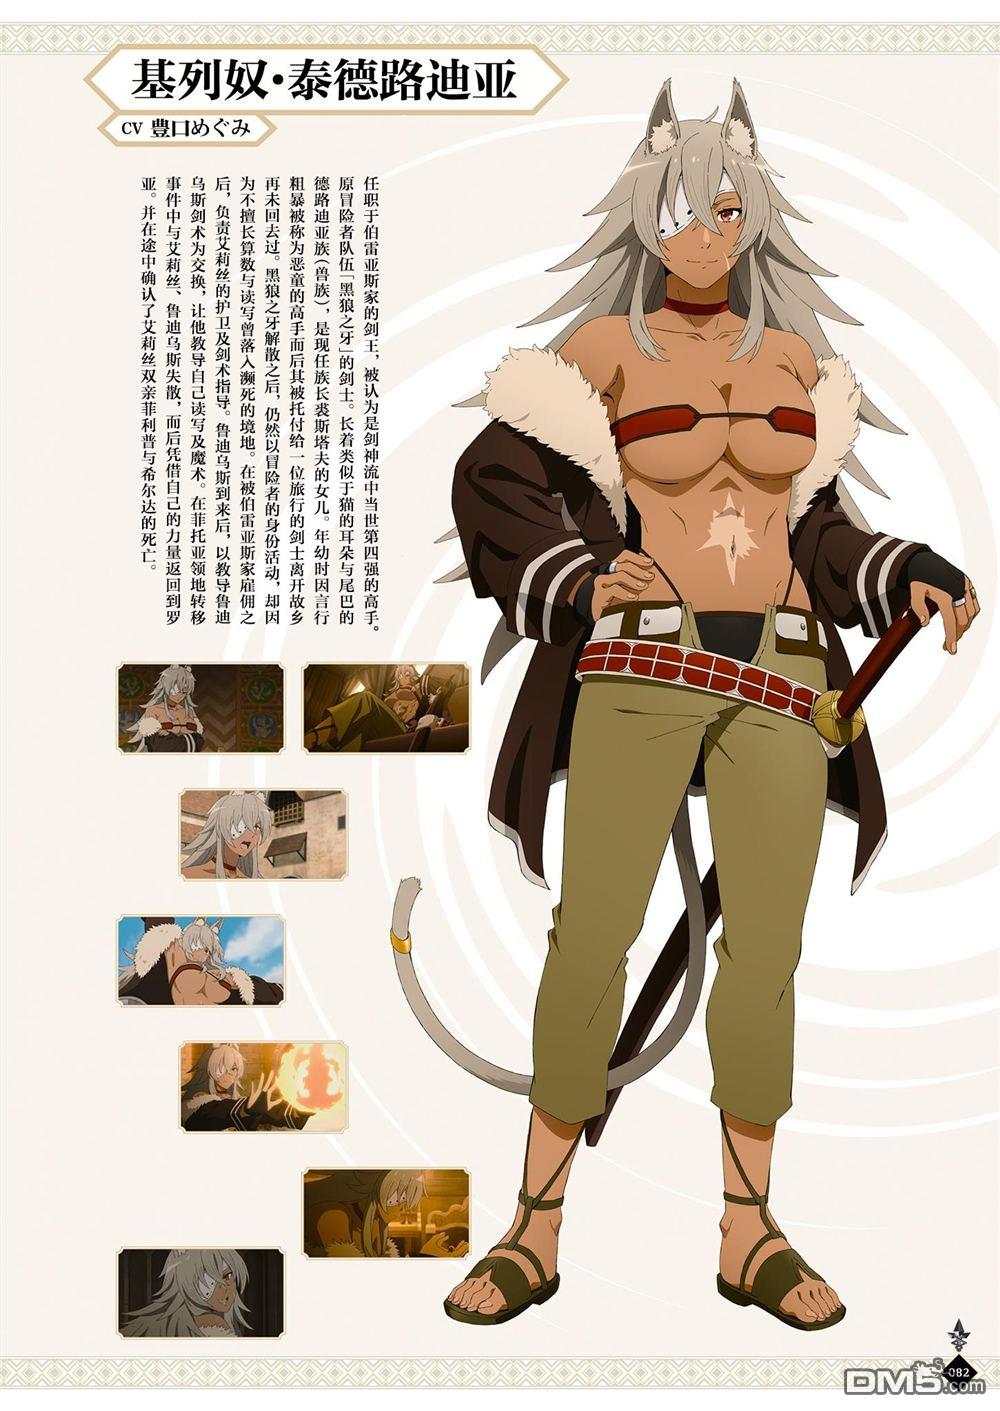 基列奴·泰德路迪亚
CV 豊口めぐみ
任职于伯雷亚斯家的剑王，被认为是剑神流中当世第四强的高手。
原冒险者队伍「黑狼之牙」的剑士。长着类似于猫的耳朵与尾巴的
德路迪亚族（兽族），是现任族长裘斯塔夫的女儿。年幼时因言行
粗暴被称为恶童的高手而后其被托付给一位旅行的剑士离开故乡
再未回去过。黑狼之牙解散之后，仍然以冒险者的身份活动，却因
为不擅长算数与读写曾落入濒死的境地。在被伯雷亚斯家雇佣之
后，负责艾莉丝的护卫及剑术指导。鲁迪乌斯到来后，以教导鲁迪
乌斯剑术为交换，让他教导自己读写及魔术。在菲托亚领地转移
事件中与艾莉丝、鲁迪乌斯失散，而后凭借自己的力量返回到罗
亚。并在途中确认了艾莉丝双亲菲利普与希尔达的死亡。
082
DM5.com